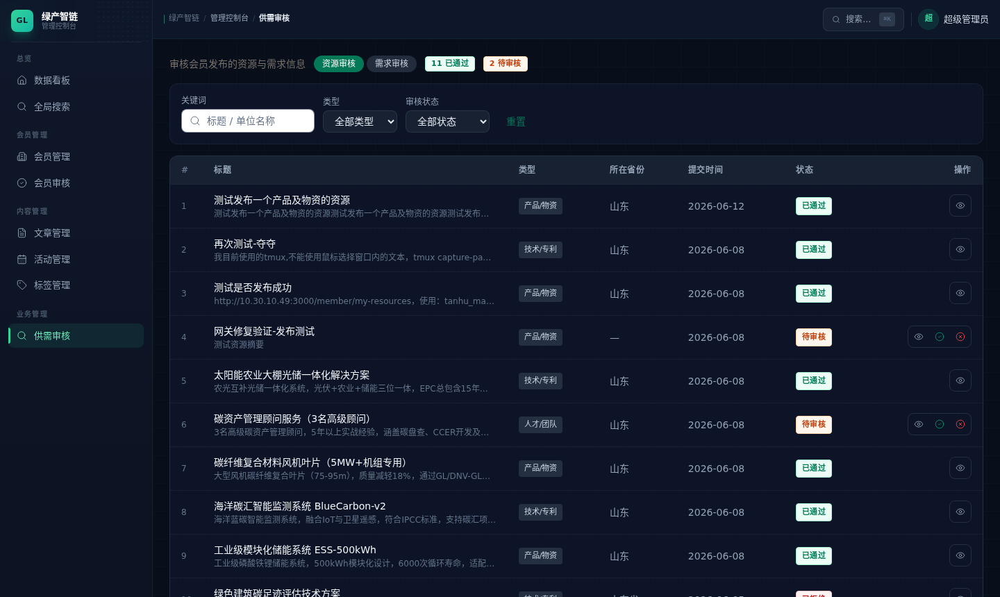 GL 绿产智链
管理控制台
总览
数据看板
全局搜索
会员管理
会员管理
会员审核
内容管理
文章管理
活动管理
标签管理
业务管理
供需审核
绿产智链 / 管理控制台 / 供需审核
搜索... ⌘K 超 超级管理员
审核会员发布的资源与需求信息 资源审核 需求审核 11 已通过 2 待审核
关键词 类型 审核状态
标题 / 单位名称 全部类型 全部状态 重置
# 标题 类型 所在省份 提交时间 状态 操作
1 测试发布一个产品及物资的资源 产品/物资 山东 2026-06-12 已通过
测试发布一个产品及物资的资源测试发布一个产品及物资的资源测试发布...
2 再次测试-夺夺 技术/专利 山东 2026-06-08 已通过
我目前使用的tmux,不能使用鼠标选择窗口内的文本，tmux capture-pa...
3 测试是否发布成功 产品/物资 山东 2026-06-08 已通过
http://10.30.10.49:3000/member/my-resources，使用：tanhu_ma...
4 网关修复验证-发布测试 产品/物资 — 2026-06-08 待审核
测试资源摘要
5 太阳能农业大棚光储一体化解决方案 技术/专利 山东 2026-06-08 已通过
农光互补光储一体化系统，光伏+农业+储能三位一体，EPC总包含15年...
6 碳资产管理顾问服务（3名高级顾问） 人才/团队 山东 2026-06-08 待审核
3名高级碳资产管理顾问，5年以上实战经验，涵盖碳盘查、CCER开发及...
7 碳纤维复合材料风机叶片（5MW+机组专用） 产品/物资 山东 2026-06-08 已通过
大型风机碳纤维复合叶片（75-95m），质量减轻18%，通过GL/DNV-GL...
8 海洋碳汇智能监测系统 BlueCarbon-v2 技术/专利 山东 2026-06-08 已通过
海洋蓝碳智能监测系统，融合IoT与卫星遥感，符合IPCC标准，支持碳汇项...
9 工业级模块化储能系统 ESS-500kWh 产品/物资 山东 2026-06-08 已通过
工业级磷酸铁锂储能系统，500kWh模块化设计，6000次循环寿命，适配...
绿色建筑碳足迹评估技术方案